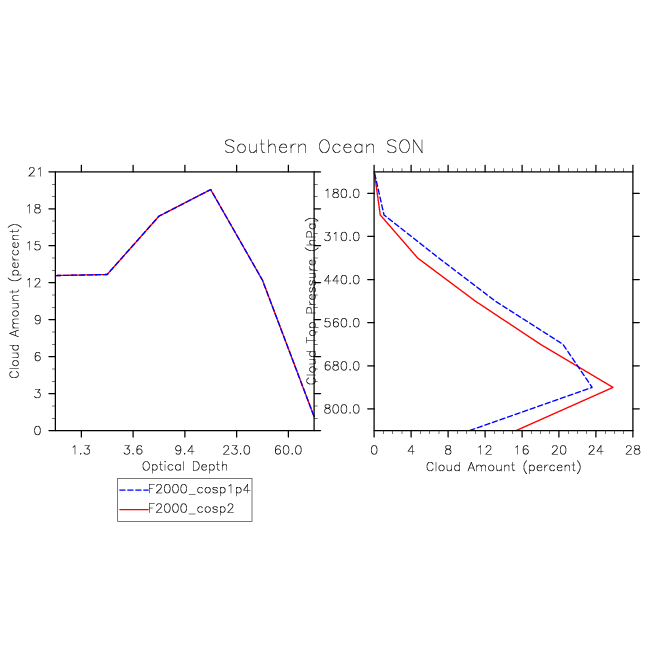 Southern Ocean SON
Cloud Amount (percent)
21
18
15
12
9
6
3
0
1.3 3.6 9.4 23.0 60.0
Optical Depth
Cloud Top Pressure (hPa)
180.0
310.0
440.0
560.0
680.0
800.0
0 4 8 12 16 20 24 28
Cloud Amount (percent)
F2000_cosp1p4
F2000_cosp2